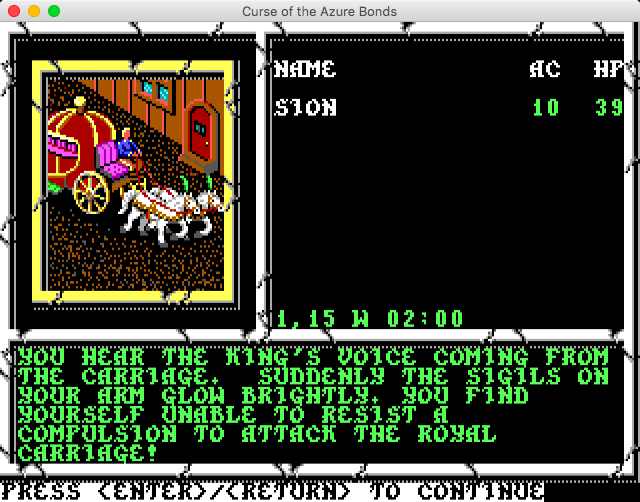 Curse of the Azure Bonds
NAME AC HP
SION 10 39
1,15 W 02:00
YOU HEAR THE KING'S VOICE COMING FROM
THE CARRIAGE. SUDDENLY THE SIGILS ON
YOUR ARM GLOW BRIGHTLY. YOU FIND
YOURSELF UNABLE TO RESIST A
COMPULSION TO ATTACK THE ROYAL
CARRIAGE!
PRESS <ENTER>/<RETURN> TO CONTINUE